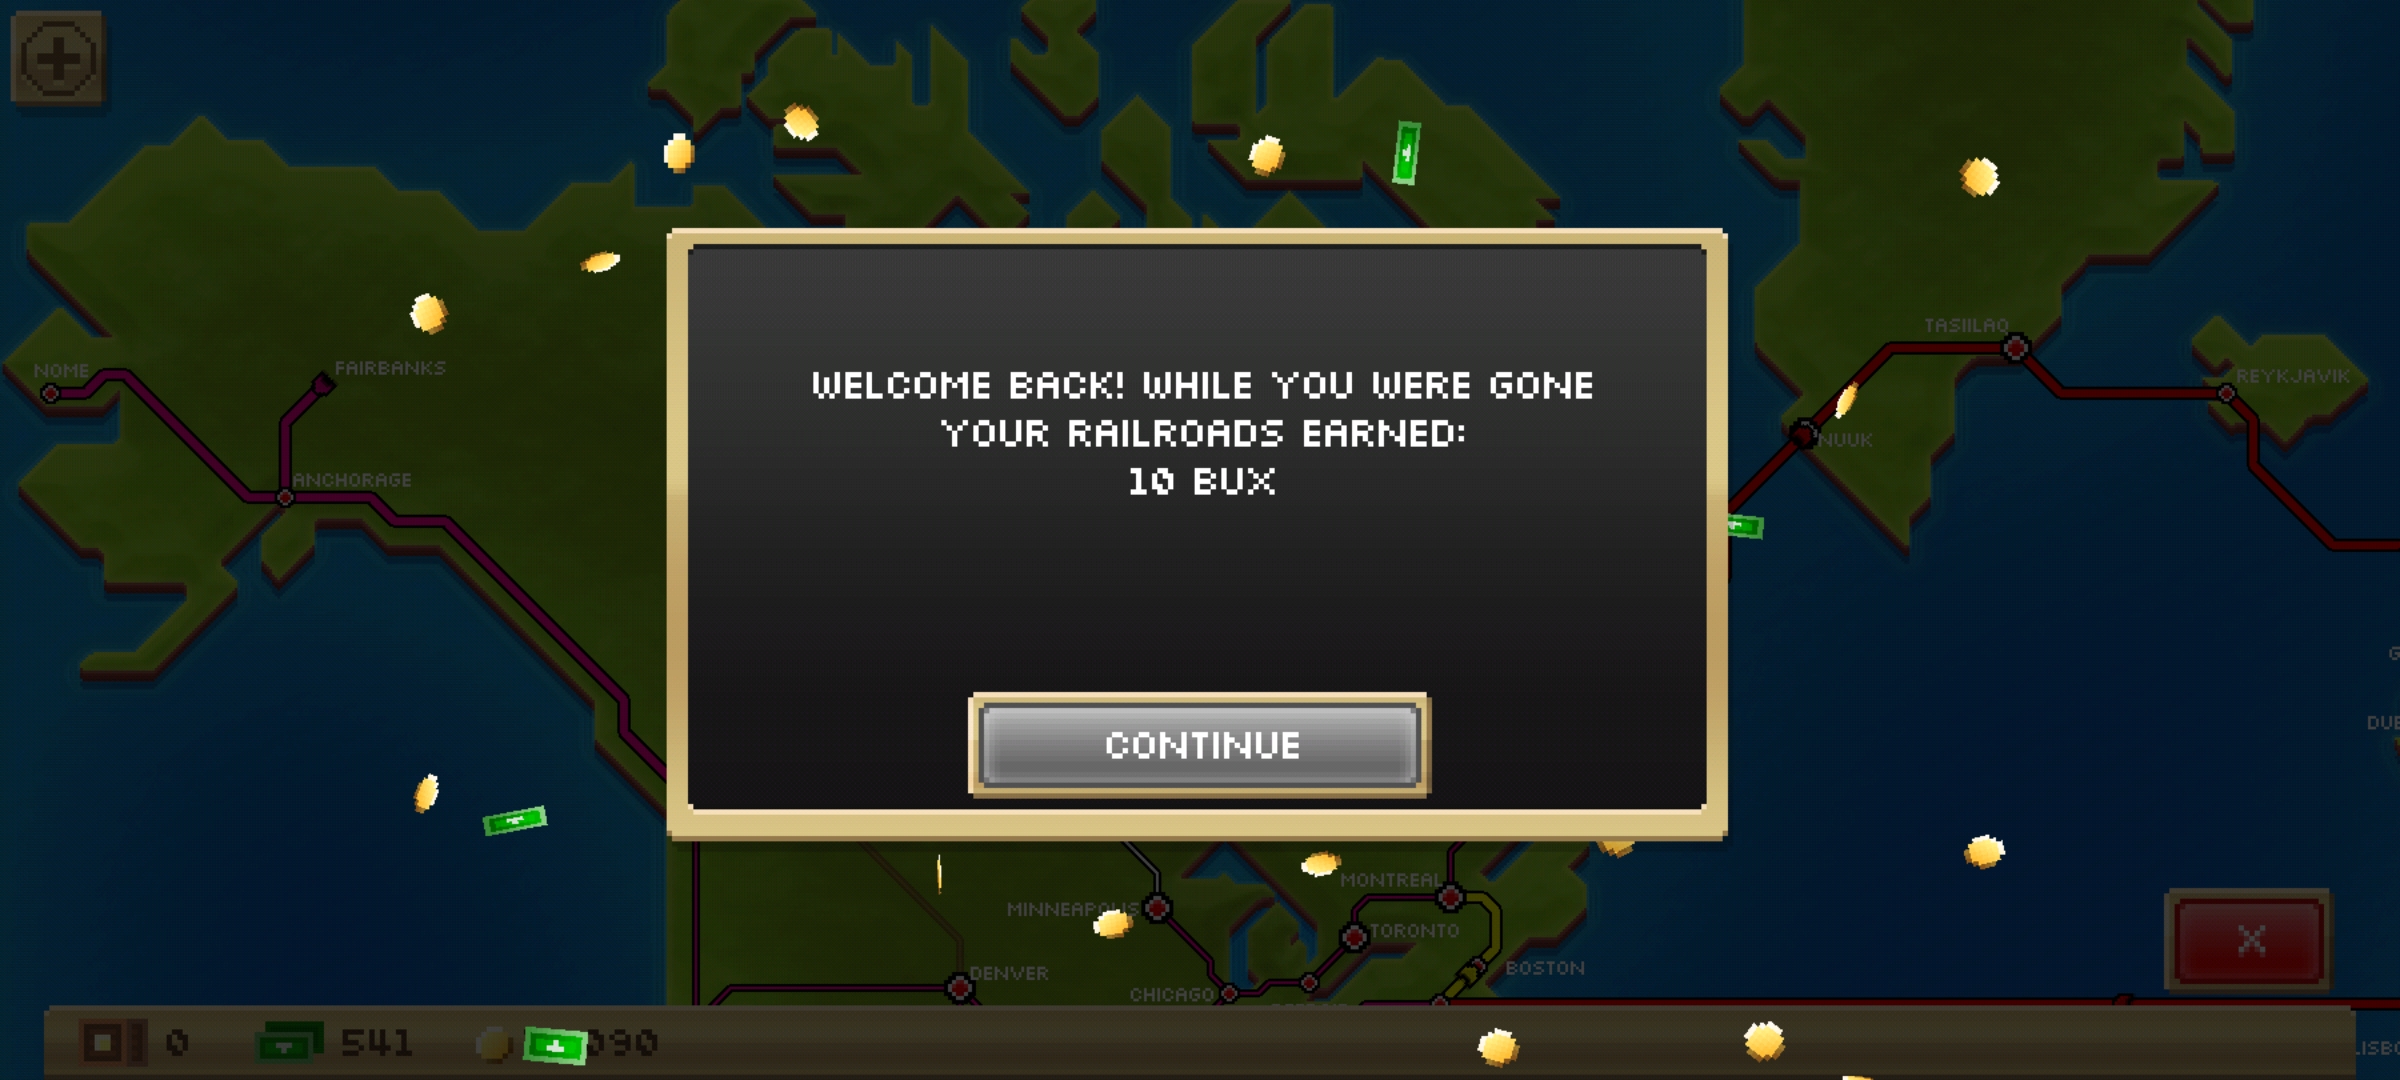 NOME
FAIRBANKS
ANCHORAGE
TASIILAQ
REYKJAVIK
NUUK
WELCOME BACK! WHILE YOU WERE GONE
YOUR RAILROADS EARNED:
10 BUX
CONTINUE
MONTREAL
MINNEAPOLIS
TORONTO
DENVER
BOSTON
CHICAGO
X
0
541